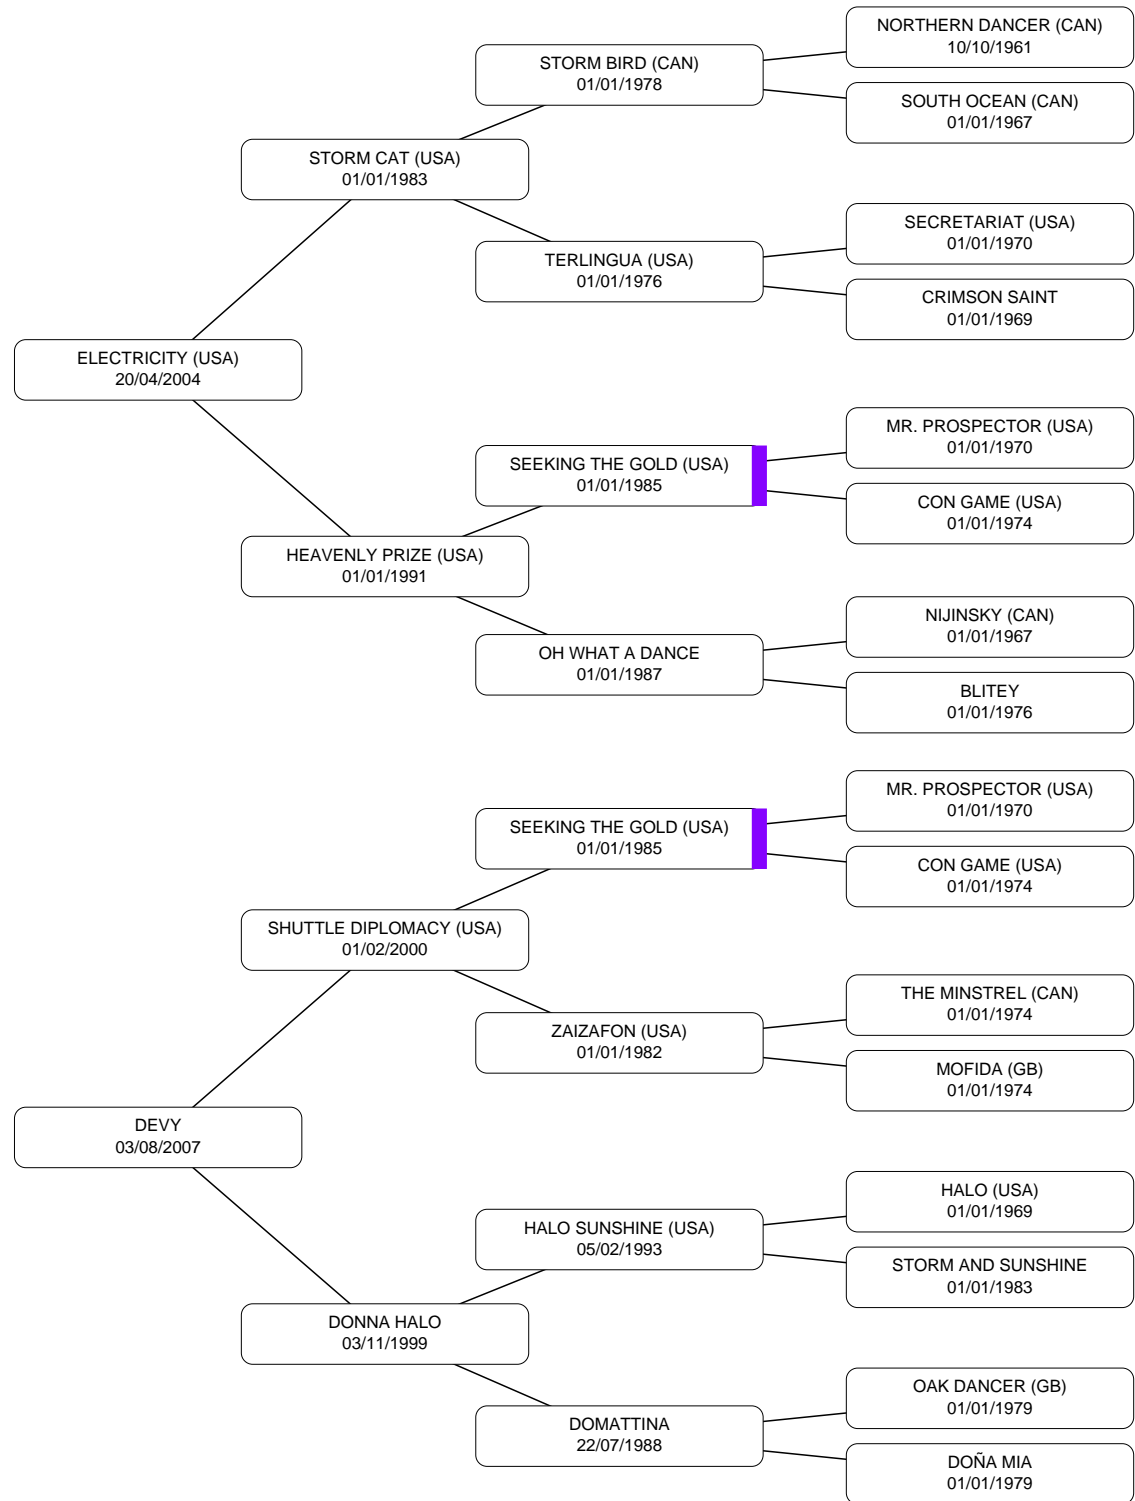 NORTHERN DANCER (CAN)
10/10/1961
STORM BIRD (CAN)
01/01/1978
SOUTH OCEAN (CAN)
01/01/1967
STORM CAT (USA)
01/01/1983
SECRETARIAT (USA)
01/01/1970
TERLINGUA (USA)
01/01/1976
CRIMSON SAINT
01/01/1969
ELECTRICITY (USA)
20/04/2004
MR. PROSPECTOR (USA)
01/01/1970
SEEKING THE GOLD (USA)
01/01/1985
CON GAME (USA)
01/01/1974
HEAVENLY PRIZE (USA)
01/01/1991
NIJINSKY (CAN)
01/01/1967
OH WHAT A DANCE
01/01/1987
BLITEY
01/01/1976
MR. PROSPECTOR (USA)
01/01/1970
SEEKING THE GOLD (USA)
01/01/1985
CON GAME (USA)
01/01/1974
SHUTTLE DIPLOMACY (USA)
01/02/2000
THE MINSTREL (CAN)
01/01/1974
ZAIZAFON (USA)
01/01/1982
MOFIDA (GB)
01/01/1974
DEVY
03/08/2007
HALO (USA)
01/01/1969
HALO SUNSHINE (USA)
05/02/1993
STORM AND SUNSHINE
01/01/1983
DONNA HALO
03/11/1999
OAK DANCER (GB)
01/01/1979
DOMATTINA
22/07/1988
DOÑA MIA
01/01/1979